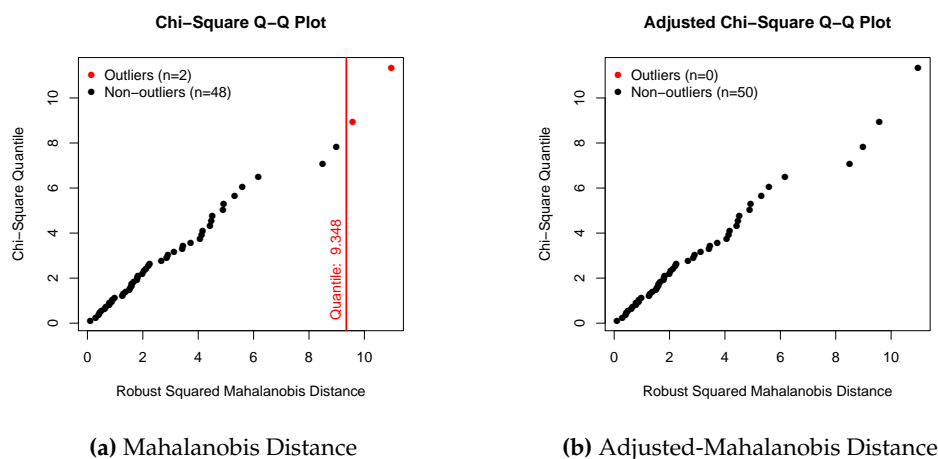 Chi−Square Q−Q Plot
Outliers (n=2)
Non−outliers (n=48)
Quantile: 9.348
Chi−Square Quantile
0
2
4
6
8
10
0 2 4 6 8 10
Robust Squared Mahalanobis Distance
(a) Mahalanobis Distance
Adjusted Chi−Square Q−Q Plot
Outliers (n=0)
Non−outliers (n=50)
Chi−Square Quantile
0
2
4
6
8
10
0 2 4 6 8 10
Robust Squared Mahalanobis Distance
(b) Adjusted-Mahalanobis Distance